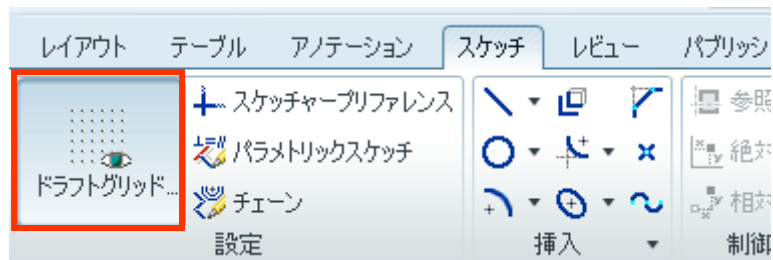 レイアウト テーブル アノテーション スケッチ レビュー パブリッシ
スケッチャープリファレンス
パラメトリックスケッチ
チェーン
ドラフトグリッド...
設定
挿入
参照
絶対
相対
制御